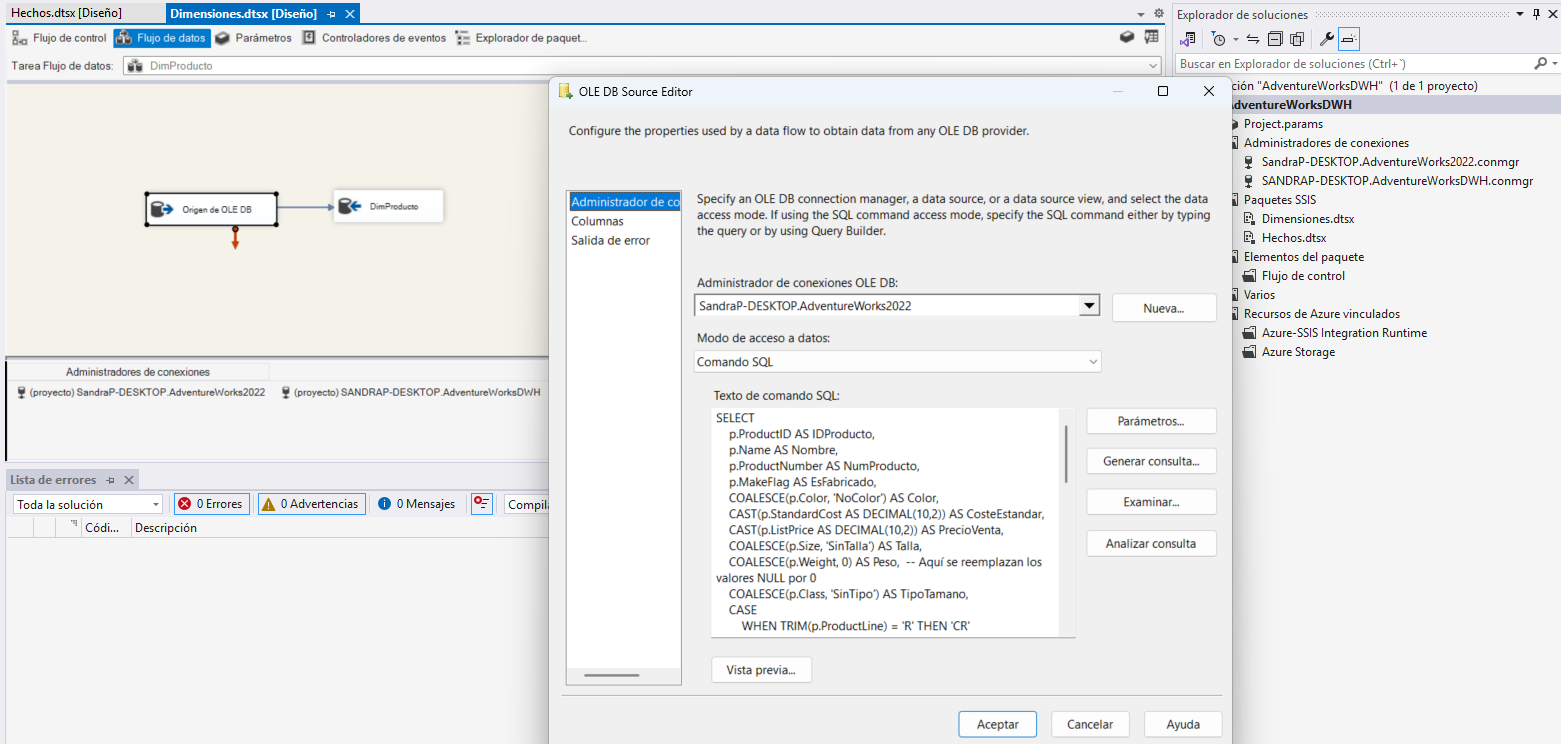 Hechos.dtsx [Diseño]
Dimensiones.dtsx [Diseño]
Flujo de control
Flujo de datos
Parámetros
Controladores de eventos
Explorador de paquet...
Tarea Flujo de datos:
DimProducto
Origen de OLE DB
DimProducto
Administradores de conexiones
(proyecto) SandraP-DESKTOP.AdventureWorks2022
(proyecto) SANDRAP-DESKTOP.AdventureWorksDWH
Lista de errores
Toda la solución
0 Errores
0 Advertencias
0 Mensajes
Compila
Códi...
Descripción
OLE DB Source Editor
Configure the properties used by a data flow to obtain data from any OLE DB provider.
Administrador de co
Columnas
Salida de error
Specify an OLE DB connection manager, a data source, or a data source view, and select the data
access mode. If using the SQL command access mode, specify the SQL command either by typing
the query or by using Query Builder.
Administrador de conexiones OLE DB:
SandraP-DESKTOP.AdventureWorks2022
Nueva...
Modo de acceso a datos:
Comando SQL
Texto de comando SQL:
SELECT
p.ProductID AS IDProducto,
p.Name AS Nombre,
p.ProductNumber AS NumProducto,
p.MakeFlag AS EsFabricado,
COALESCE(p.Color, 'NoColor') AS Color,
CAST(p.StandardCost AS DECIMAL(10,2)) AS CosteEstandar,
CAST(p.ListPrice AS DECIMAL(10,2)) AS PrecioVenta,
COALESCE(p.Size, 'SinTalla') AS Talla,
COALESCE(p.Weight, 0) AS Peso,  -- Aquí se reemplazan los
valores NULL por 0
COALESCE(p.Class, 'SinTipo') AS TipoTamano,
CASE
WHEN TRIM(p.ProductLine) = 'R' THEN 'CR'
Parámetros...
Generar consulta...
Examinar...
Analizar consulta
Vista previa...
Aceptar
Cancelar
Ayuda
Explorador de soluciones
Buscar en Explorador de soluciones (Ctrl+`)
ción "AdventureWorksDWH" (1 de 1 proyecto)
AdventureWorksDWH
Project.params
Administradores de conexiones
SandraP-DESKTOP.AdventureWorks2022.conmgr
SANDRAP-DESKTOP.AdventureWorksDWH.conmgr
Paquetes SSIS
Dimensiones.dtsx
Hechos.dtsx
Elementos del paquete
Flujo de control
Varios
Recursos de Azure vinculados
Azure-SSIS Integration Runtime
Azure Storage